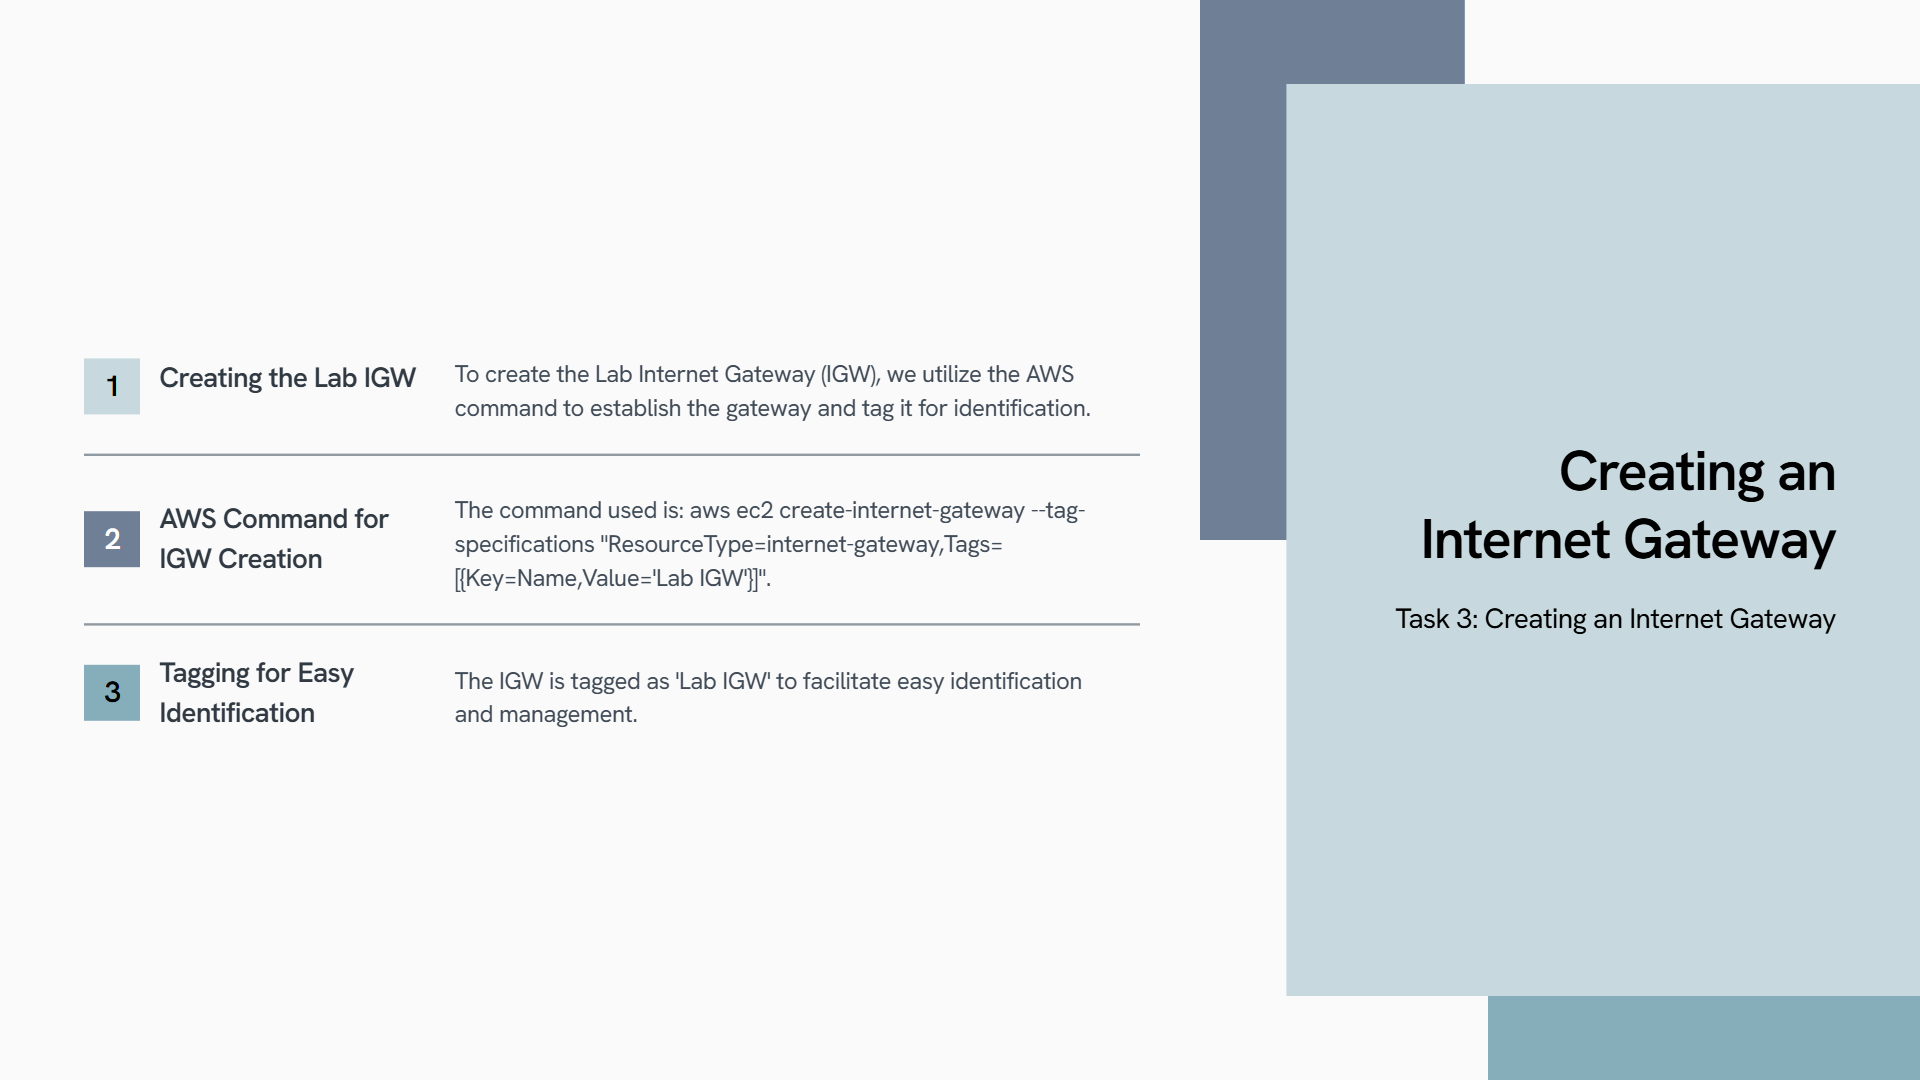 1
Creating the Lab IGW
To create the Lab Internet Gateway (IGW), we utilize the AWS
command to establish the gateway and tag it for identification.
2
AWS Command for
IGW Creation
The command used is: aws ec2 create-internet-gateway --tag-
specifications "ResourceType=internet-gateway,Tags=
[{Key=Name,Value='Lab IGW'}]".
3
Tagging for Easy
Identification
The IGW is tagged as 'Lab IGW' to facilitate easy identification
and management.
Creating an
Internet Gateway
Task 3: Creating an Internet Gateway